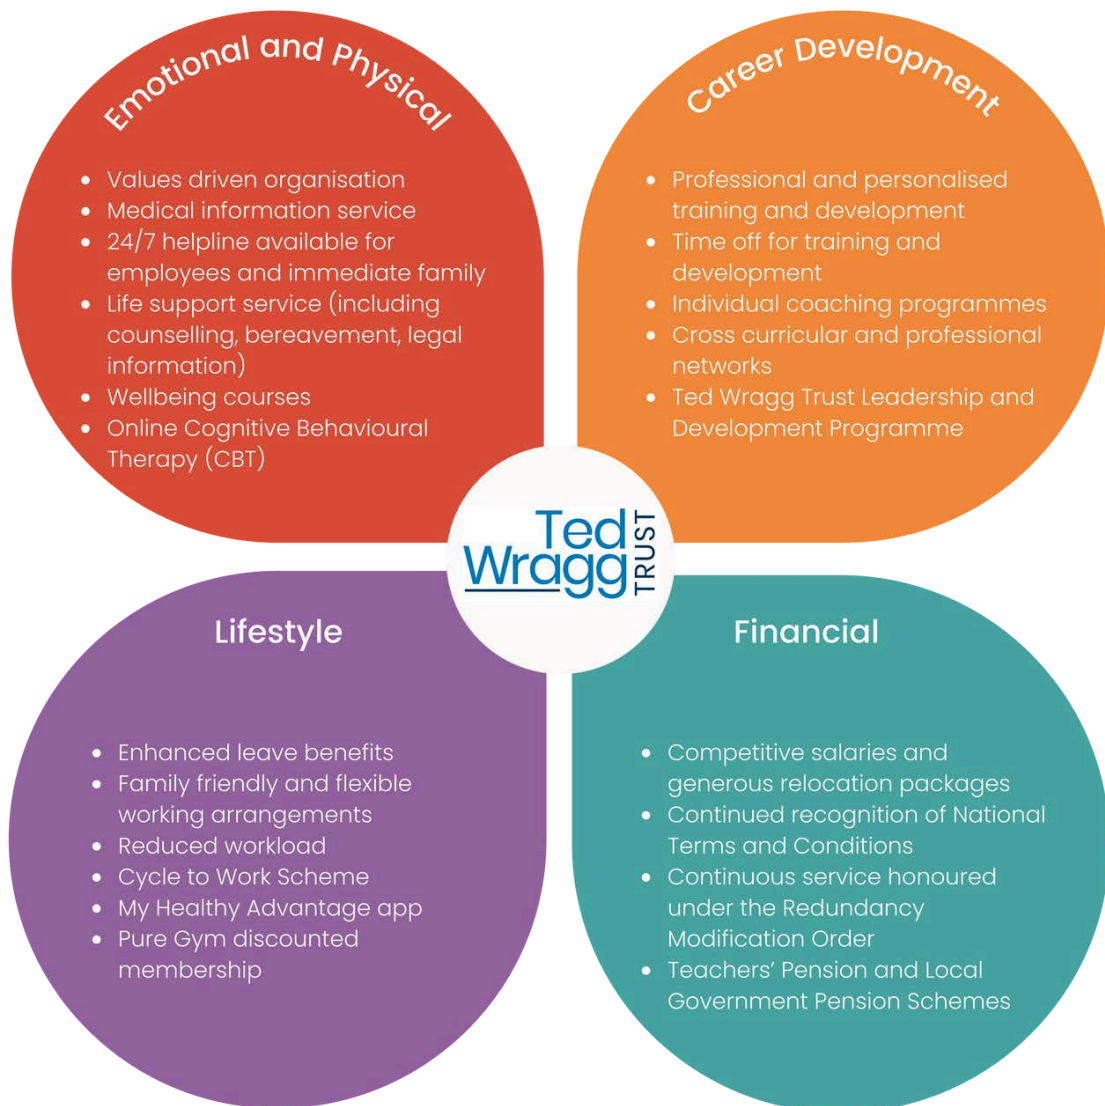 Emotional and Physical
• Values driven organisation
• Medical information service
• 24/7 helpline available for
employees and immediate family
• Life support service (including
counselling, bereavement, legal
information)
• Wellbeing courses
• Online Cognitive Behavioural
Therapy (CBT)
Career Development
• Professional and personalised
training and development
• Time off for training and
development
• Individual coaching programmes
• Cross curricular and professional
networks
• Ted Wragg Trust Leadership and
Development Programme
Ted
Wragg
TRUST
Lifestyle
• Enhanced leave benefits
• Family friendly and flexible
working arrangements
• Reduced workload
• Cycle to Work Scheme
• My Healthy Advantage app
• Pure Gym discounted
membership
Financial
• Competitive salaries and
generous relocation packages
• Continued recognition of National
Terms and Conditions
• Continuous service honoured
under the Redundancy
Modification Order
• Teachers’ Pension and Local
Government Pension Schemes